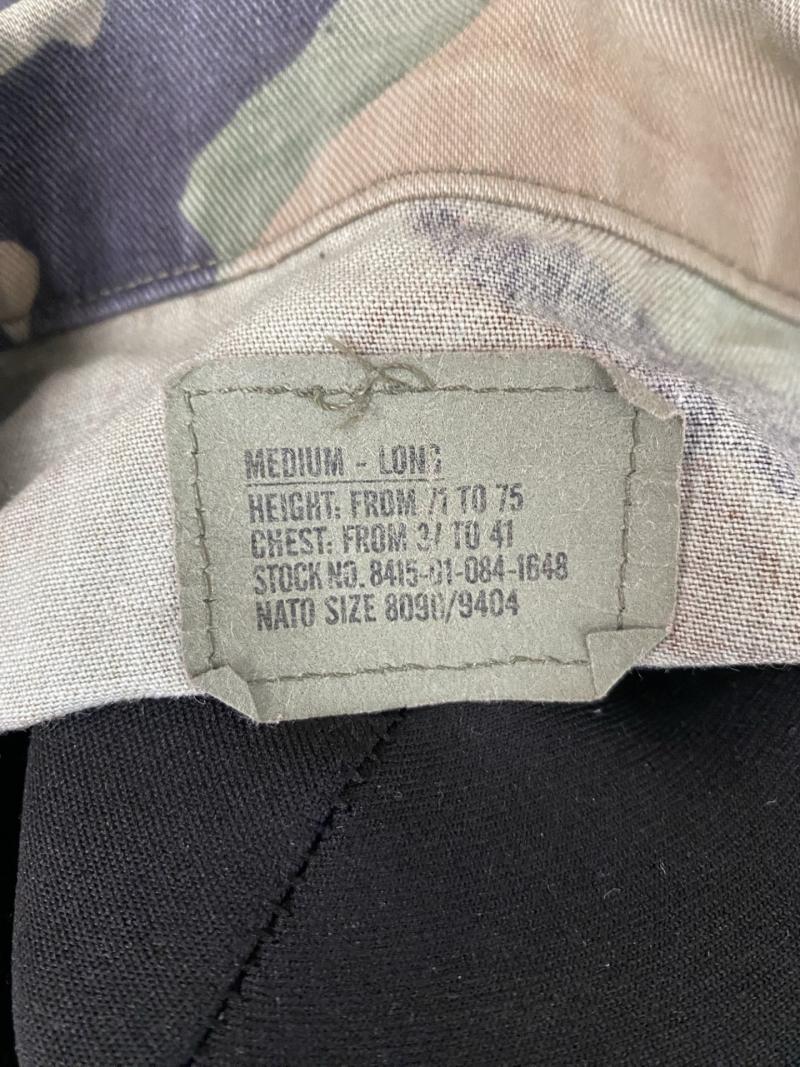 MEDIUM - LONG
HEIGHT: FROM 71 TO 75
CHEST: FROM 37 TO 41
STOCK NO. 8415-01-084-1648
NATO SIZE 8090/9404